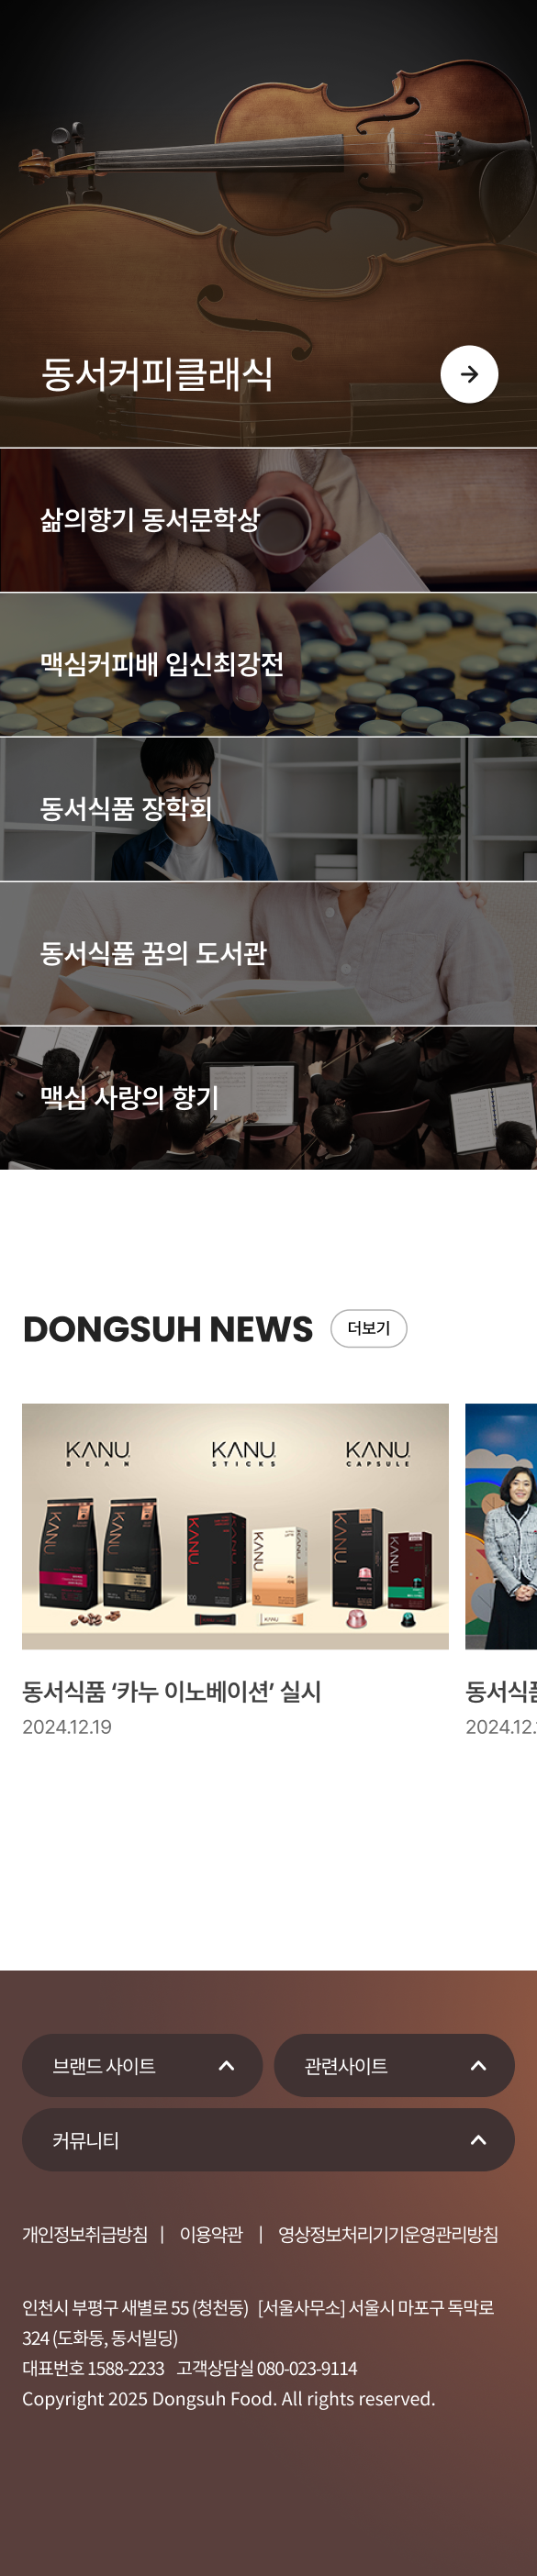 동서커피클래식
삶의향기 동서문학상
맥심커피배 입신최강전
동서식품 장학회
동서식품 꿈의 도서관
맥심 사랑의 향기
DONGSUH NEWS 더보기
KANU BEAN KANU STICKS KANU CAPSULE
KANU KANU KANU KANU KANU KANU
동서식품 ‘카누 이노베이션’ 실시
2024.12.19
동서식품
2024.12.
브랜드 사이트 관련사이트
커뮤니티
개인정보취급방침 | 이용약관 | 영상정보처리기기운영관리방침
인천시 부평구 새별로 55 (청천동) [서울사무소] 서울시 마포구 독막로
324 (도화동, 동서빌딩)
대표번호 1588-2233 고객상담실 080-023-9114
Copyright 2025 Dongsuh Food. All rights reserved.